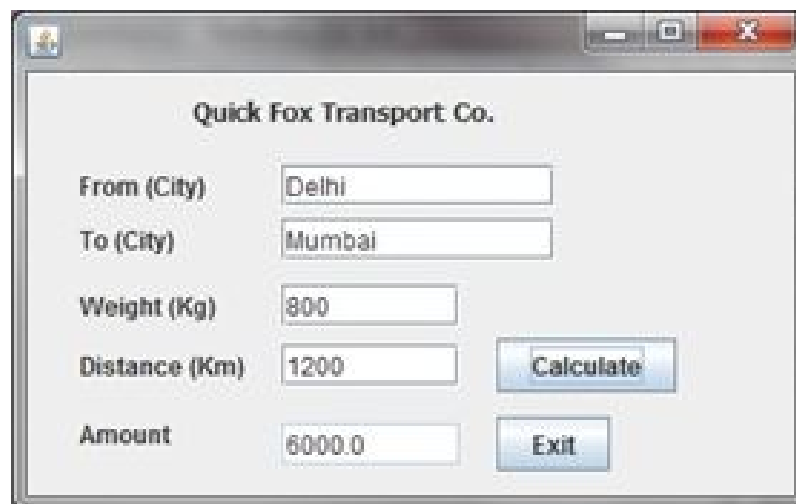 Quick Fox Transport Co.
From (City) Delhi
To (City) Mumbai
Weight (Kg) 800
Distance (Km) 1200 Calculate
Amount 6000.0 Exit